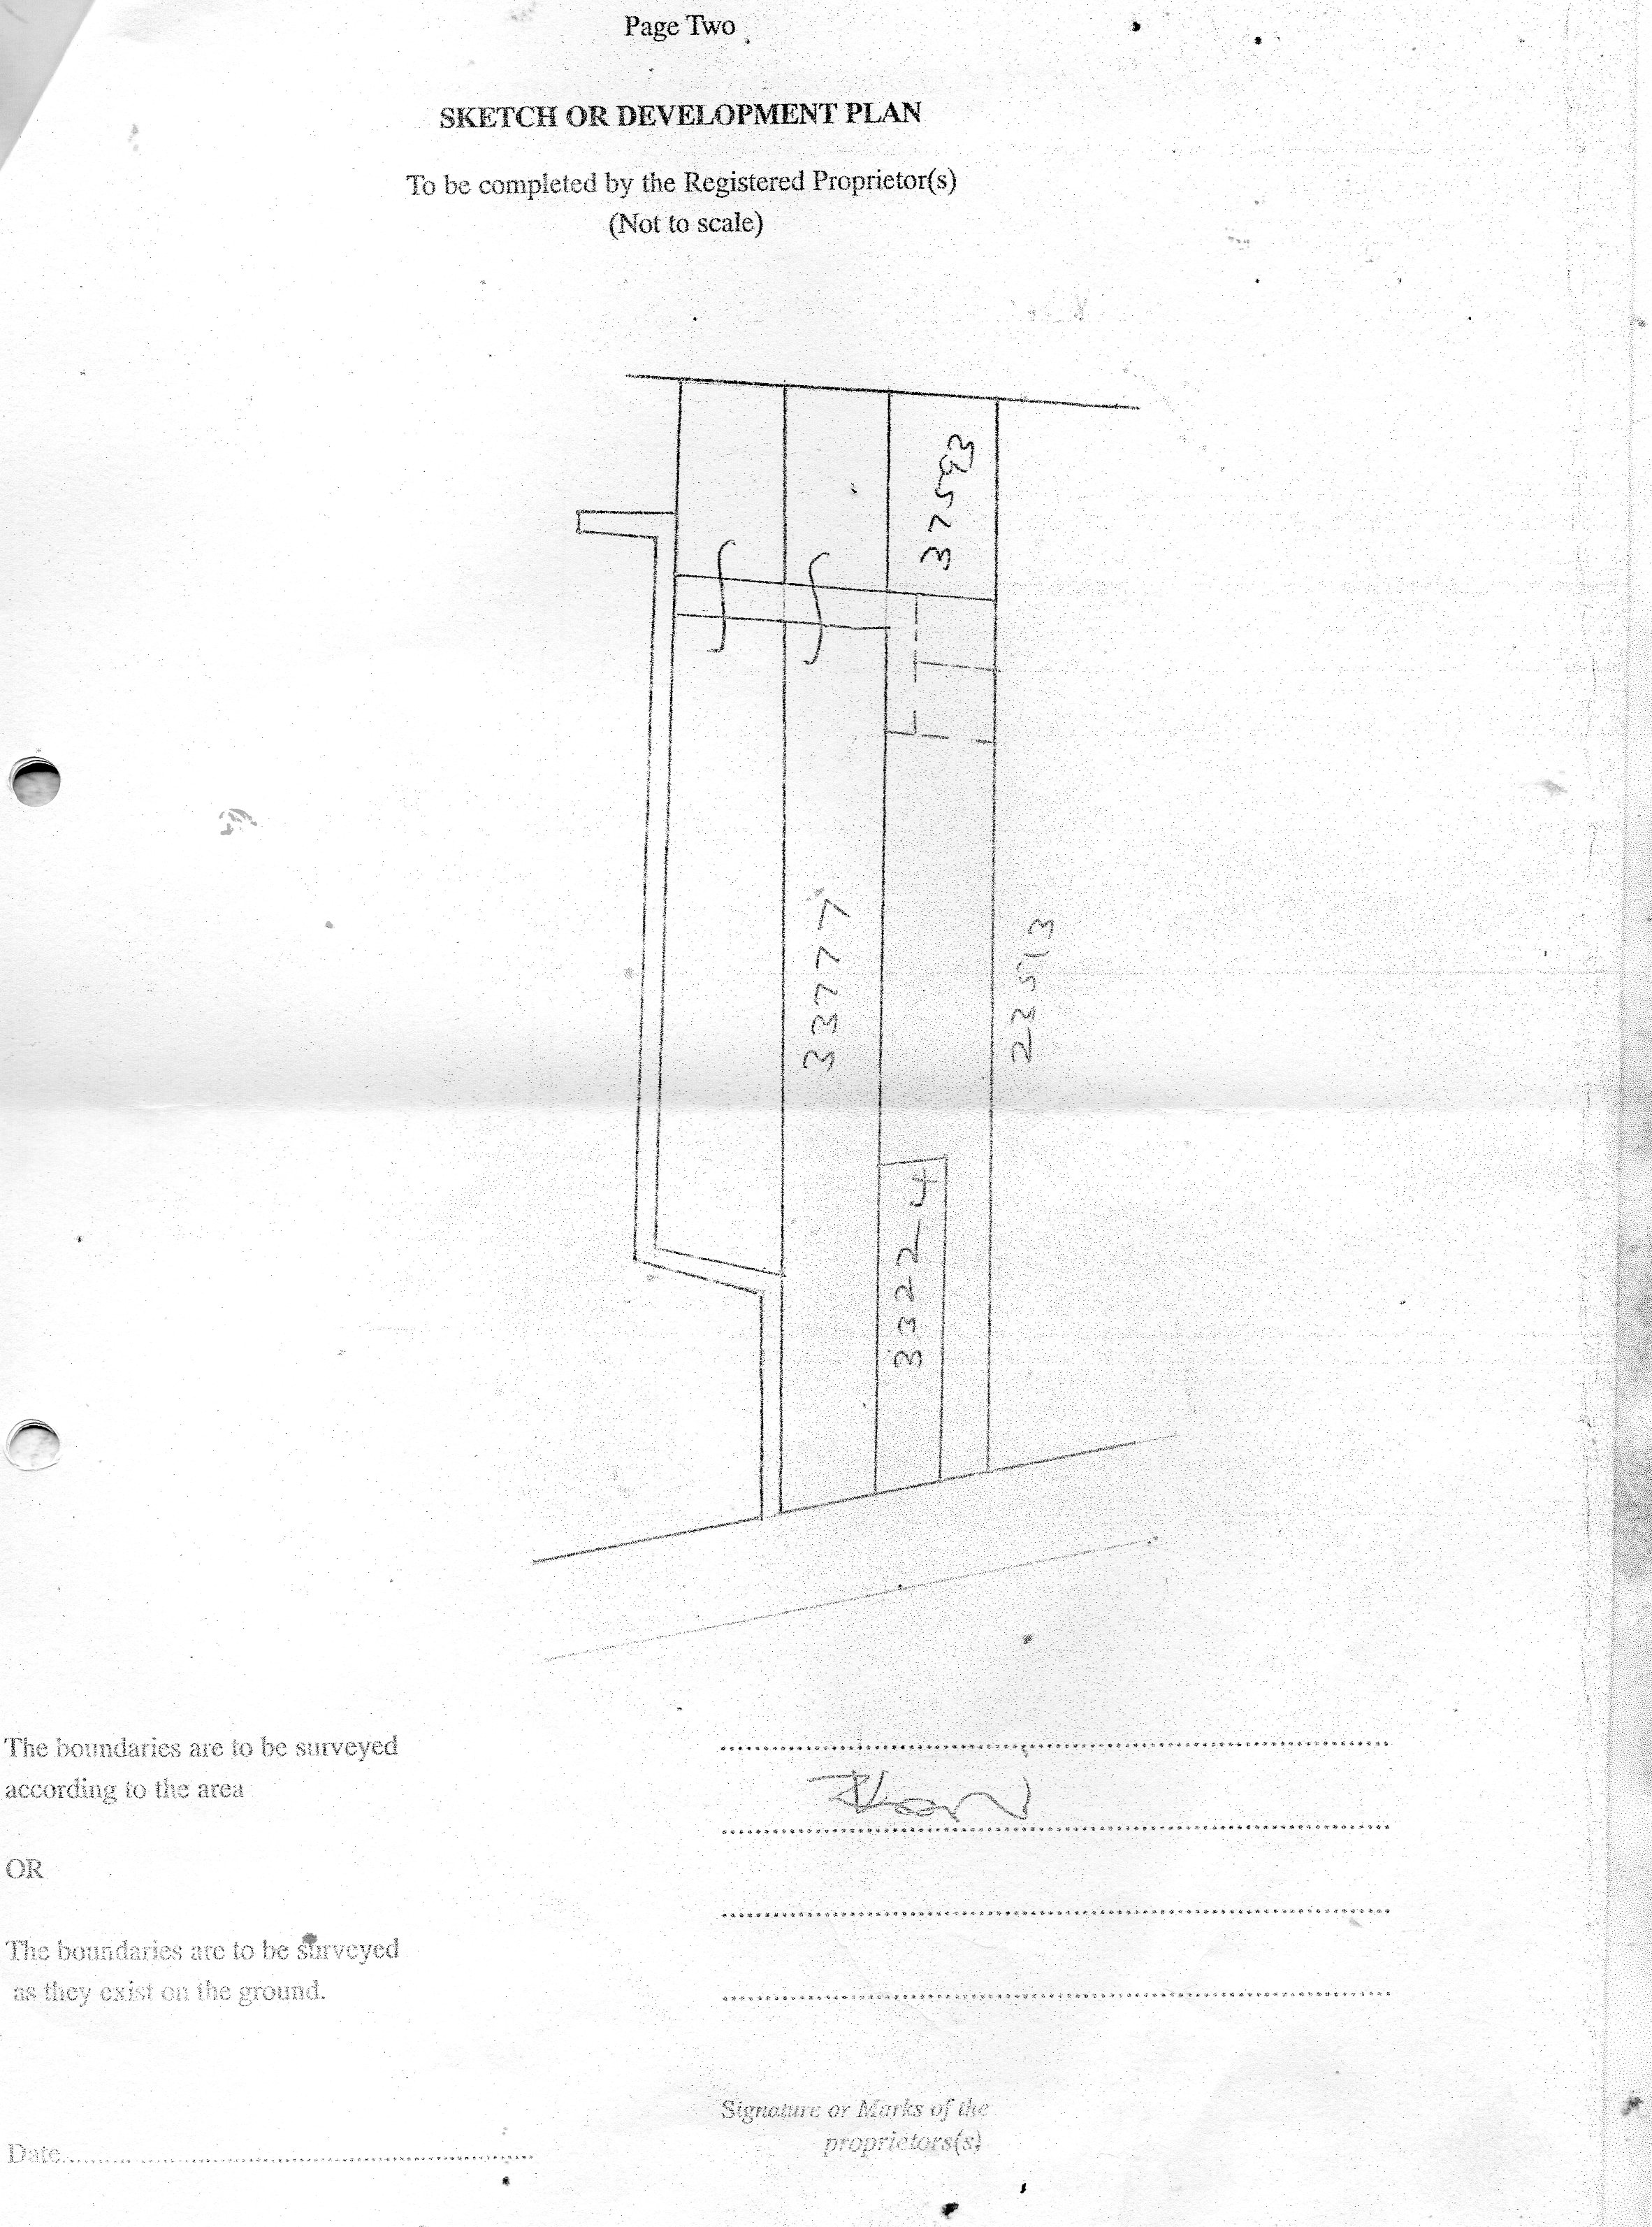 Page Two
SKETCH OR DEVELOPMENT PLAN
To be completed by the Registered Proprietor(s)
(Not to scale)
37593
33777
22513
33224
The boundaries are to be surveyed
according to the area
OR
The boundaries are to be surveyed
as they exist on the ground.
Signature or Marks of the
proprietors(s)
Date